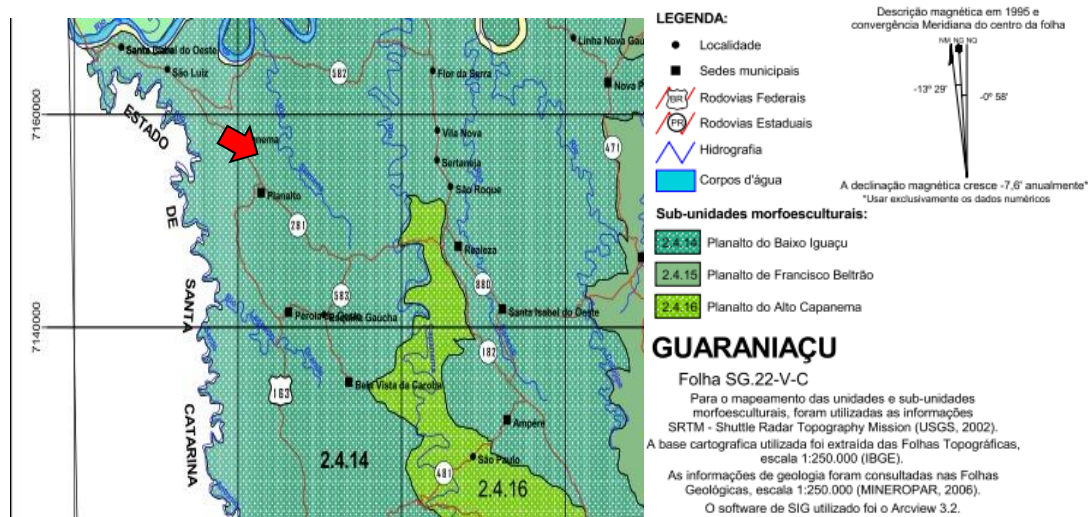 Santa Isabel do Oeste
São Luiz
582
Flor da Serra
Linha Nova Gaú
Nova P
7160000
ESTADO
DE
SANTA
CATARINA
anema
Vila Nova
Sertaneja
São Roque
471
Planalto
281
Realeza
583
880
Santa Isabel do Oeste
Gaúcha
7140000
182
163
Bela Vista da Caroba
Ampére
2.4.14
481
São Paulo
2.4.16
LEGENDA:
Localidade
Sedes municipais
BR Rodovias Federais
PR Rodovias Estaduais
Hidrografia
Corpos d'água
Descrição magnética em 1995 e
convergência Meridiana do centro da folha
NM NG NQ
-13º 29'
-0º 58'
A declinação magnética cresce -7,6' anualmente*
*Usar exclusivamente os dados numéricos
Sub-unidades morfoesculturais:
2.4.14 Planalto do Baixo Iguaçu
2.4.15 Planalto de Francisco Beltrão
2.4.16 Planalto do Alto Capanema
GUARANIAÇU
Folha SG.22-V-C
Para o mapeamento das unidades e sub-unidades
morfoesculturais, foram utilizadas as informações
SRTM - Shuttle Radar Topography Mission (USGS, 2002).
A base cartografica utilizada foi extraída das Folhas Topográficas,
escala 1:250.000 (IBGE).
As informações de geologia foram consultadas nas Folhas
Geológicas, escala 1:250.000 (MINEROPAR, 2006).
O software de SIG utilizado foi o Arcview 3.2.